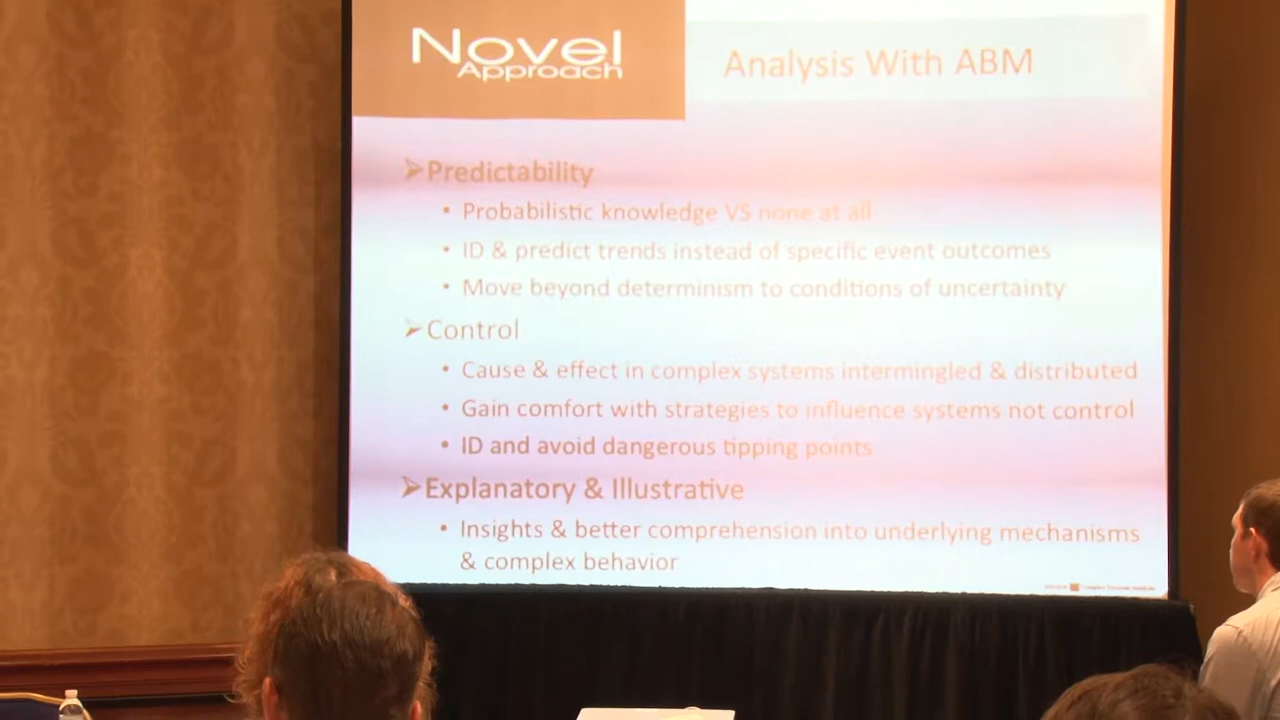 Novel
Approach
Analysis With ABM
➢Predictability
• Probabilistic knowledge VS none at all
• ID & predict trends instead of specific event outcomes
• Move beyond determinism to conditions of uncertainty
➢Control
• Cause & effect in complex systems intermingled & distributed
• Gain comfort with strategies to influence systems not control
• ID and avoid dangerous tipping points
➢Explanatory & Illustrative
• Insights & better comprehension into underlying mechanisms
& complex behavior